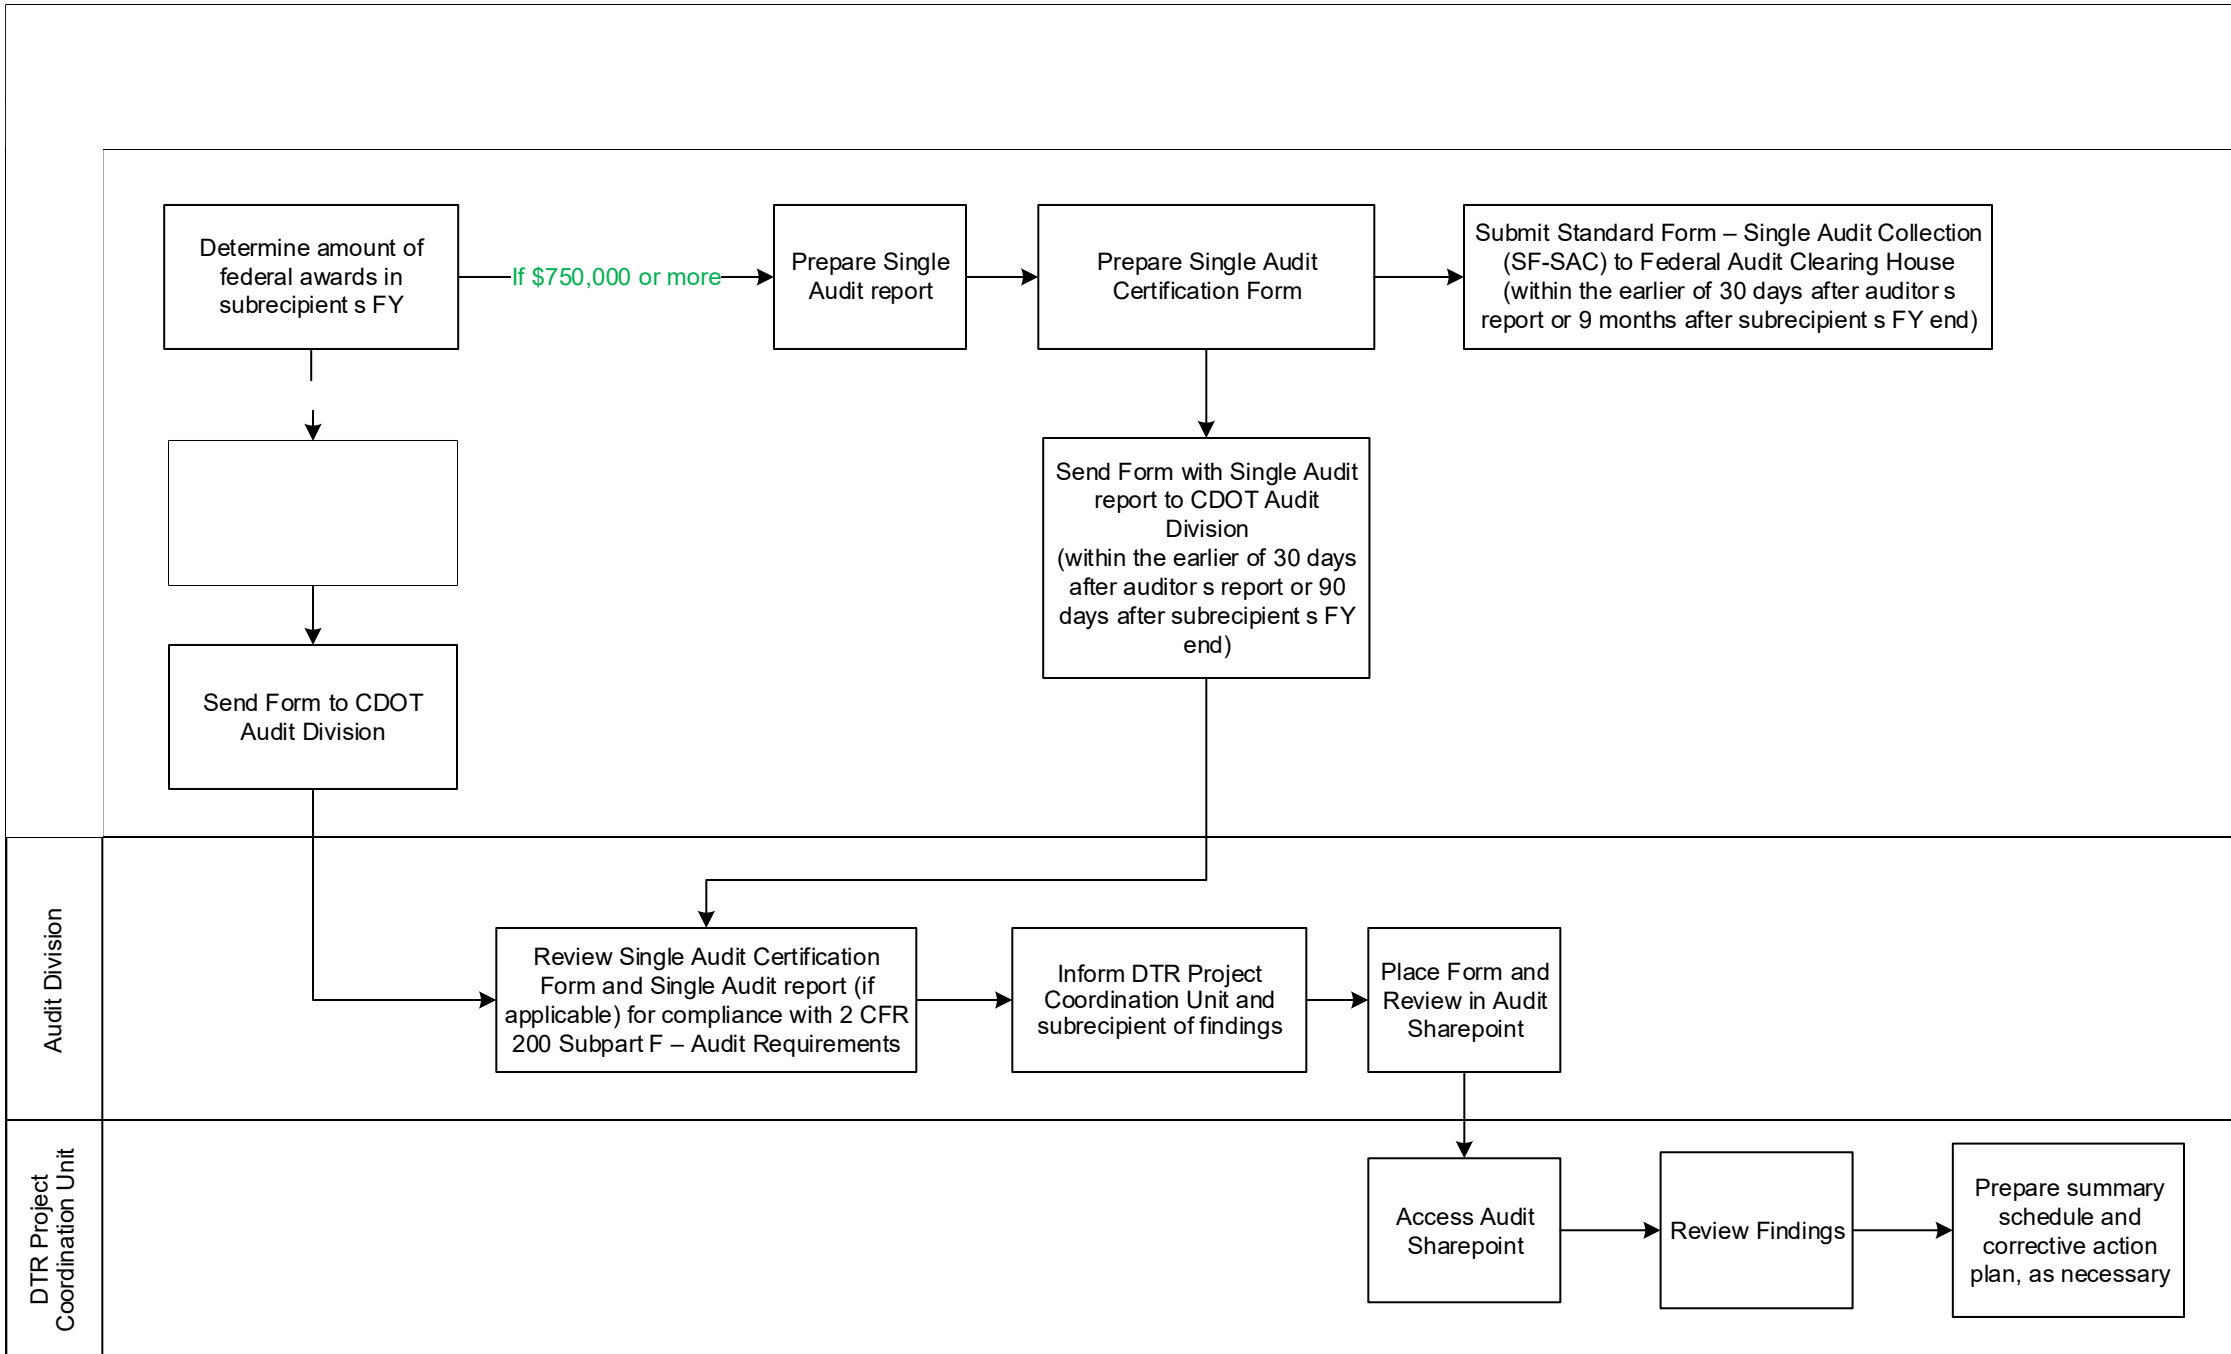 Determine amount of
federal awards in
subrecipient s FY
If $750,000 or more
Prepare Single
Audit report
Prepare Single Audit
Certification Form
Submit Standard Form – Single Audit Collection
(SF-SAC) to Federal Audit Clearing House
(within the earlier of 30 days after auditor s
report or 9 months after subrecipient s FY end)
Send Form with Single Audit
report to CDOT Audit
Division
(within the earlier of 30 days
after auditor s report or 90
days after subrecipient s FY
end)
Send Form to CDOT
Audit Division
Audit Division
Review Single Audit Certification
Form and Single Audit report (if
applicable) for compliance with 2 CFR
200 Subpart F – Audit Requirements
Inform DTR Project
Coordination Unit and
subrecipient of findings
Place Form and
Review in Audit
Sharepoint
DTR Project
Coordination Unit
Access Audit
Sharepoint
Review Findings
Prepare summary
schedule and
corrective action
plan, as necessary